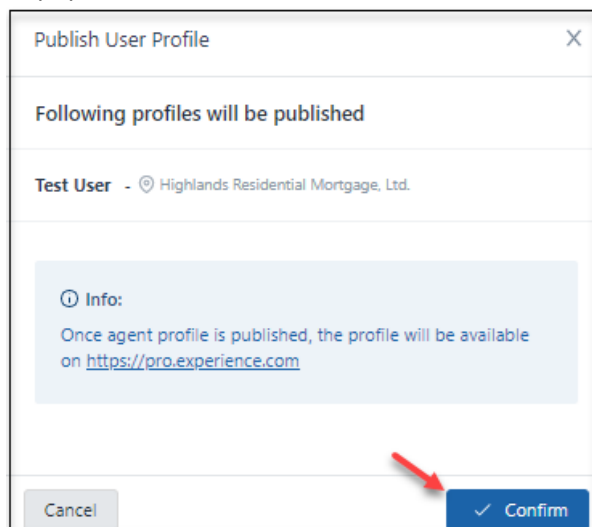 Publish User Profile
Following profiles will be published
Test User - Highlands Residential Mortgage, Ltd.
Info:
Once agent profile is published, the profile will be available
on https://pro.experience.com
Cancel
Confirm